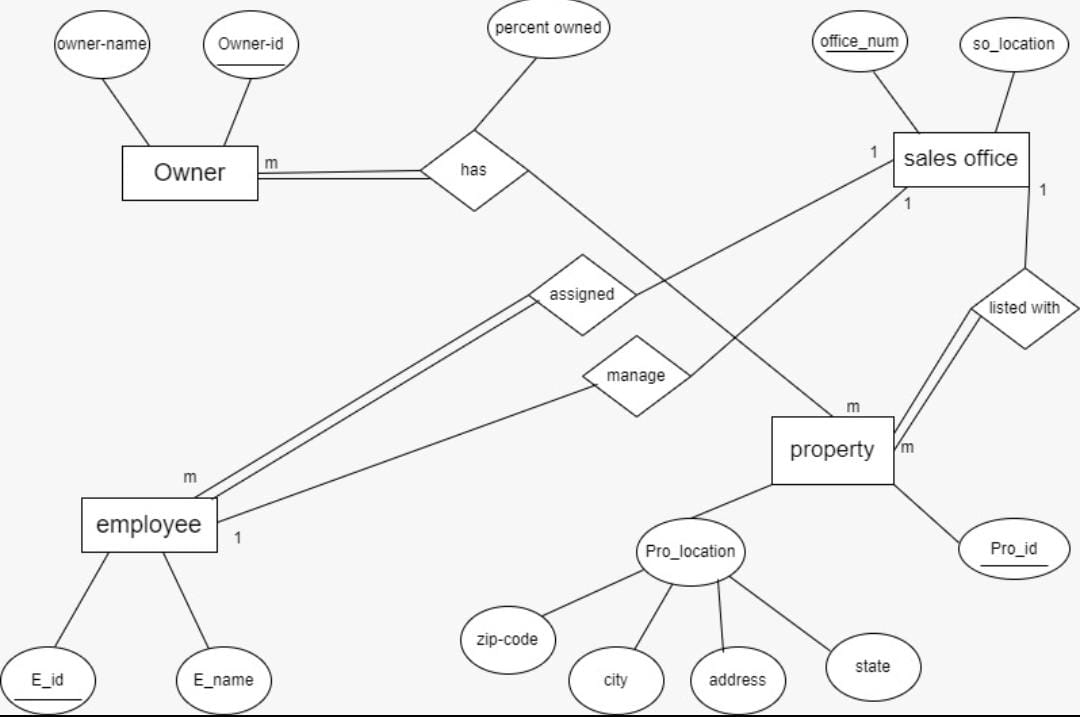 owner-name
Owner-id
percent owned
office_num
so_location
Owner
m
has
1
sales office
1
1
assigned
listed with
manage
m
property
m
m
employee
1
Pro_location
Pro_id
zip-code
city
address
state
E_id
E_name